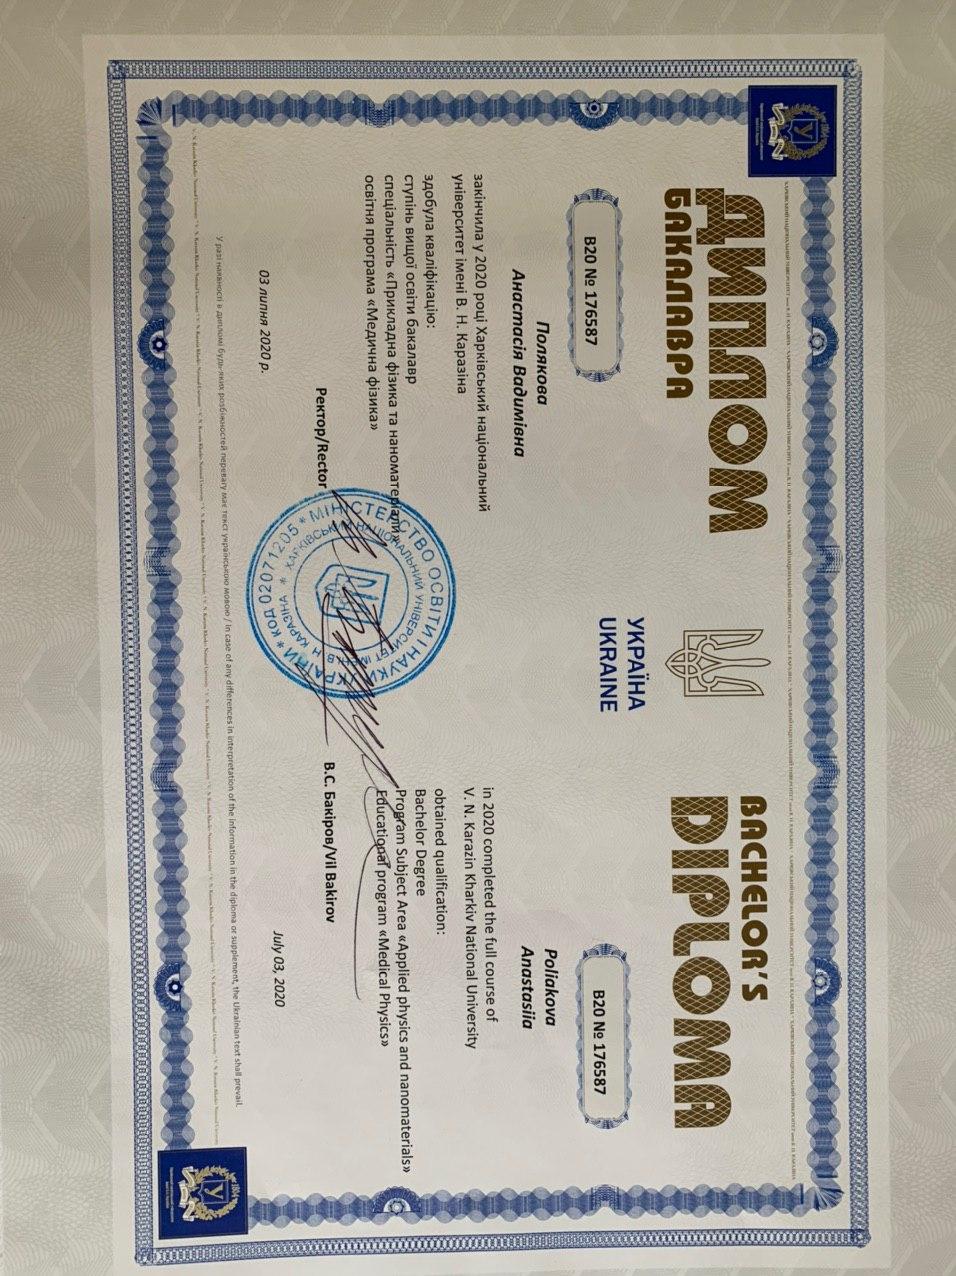 ДИПЛОМ
БАКАЛАВРА
B20 № 176587
Полякова
Анастасія Вадимівна
закінчила у 2020 році Харківський національний
університет імені В. Н. Каразіна
здобула кваліфікацію:
ступінь вищої освіти бакалавр
спеціальність «Прикладна фізика та наноматеріали»
освітня програма «Медична фізика»
03 липня 2020 р.
УКРАЇНА
UKRAINE
BACHELOR'S
DIPLOMA
B20 № 176587
Poliakova
Anastasiia
in 2020 completed the full course of
V. N. Karazin Kharkiv National University
obtained qualification:
Bachelor Degree
Program Subject Area «Applied physics and nanomaterials»
Educational program «Medical Physics»
July 03, 2020
Ректор/Rector
В.С. Бакіров/Vil Bakirov
МІНІСТЕРСТВО ОСВІТИ І НАУКИ УКРАЇНИ * КОД 02071205 *
ХАРКІВСЬКИЙ НАЦІОНАЛЬНИЙ УНІВЕРСИТЕТ ІМЕНІ В. Н. КАРАЗІНА *
У разі наявності в дипломі будь-яких розбіжностей перевагу має текст українською мовою / In case of any differences in interpretation of the information in the diploma or supplement, the Ukrainian text shall prevail.
1804
У
1804
У